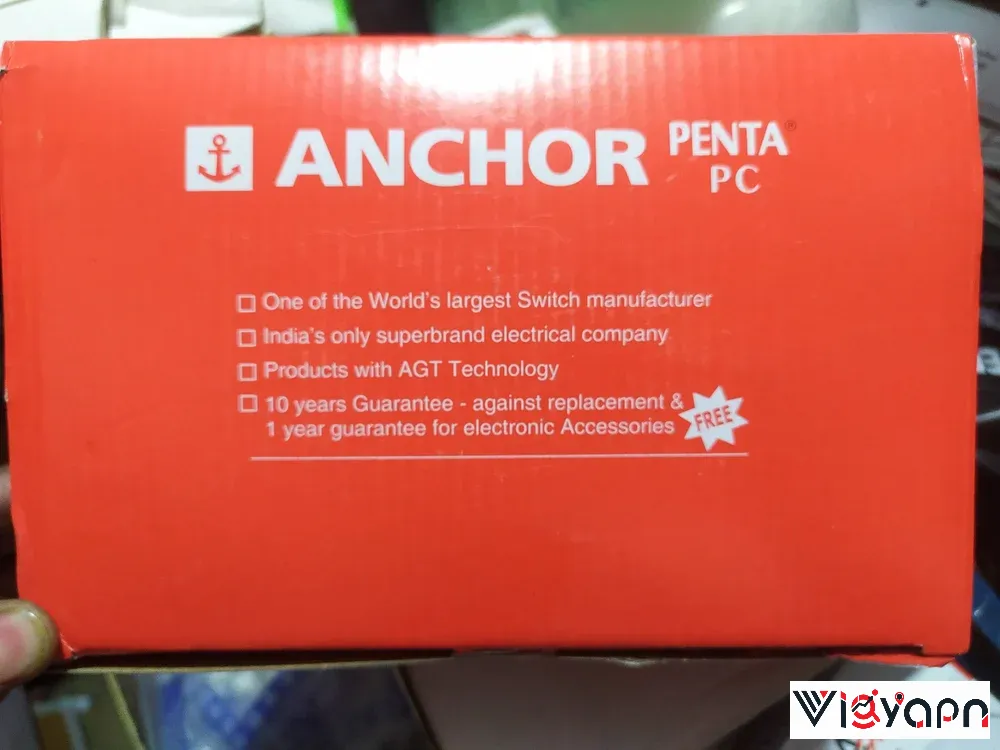 ANCHOR PENTA®
PC
One of the World's largest Switch manufacturer
India's only superbrand electrical company
Products with AGT Technology
10 years Guarantee - against replacement &
1 year guarantee for electronic Accessories
FREE
Vigyapn